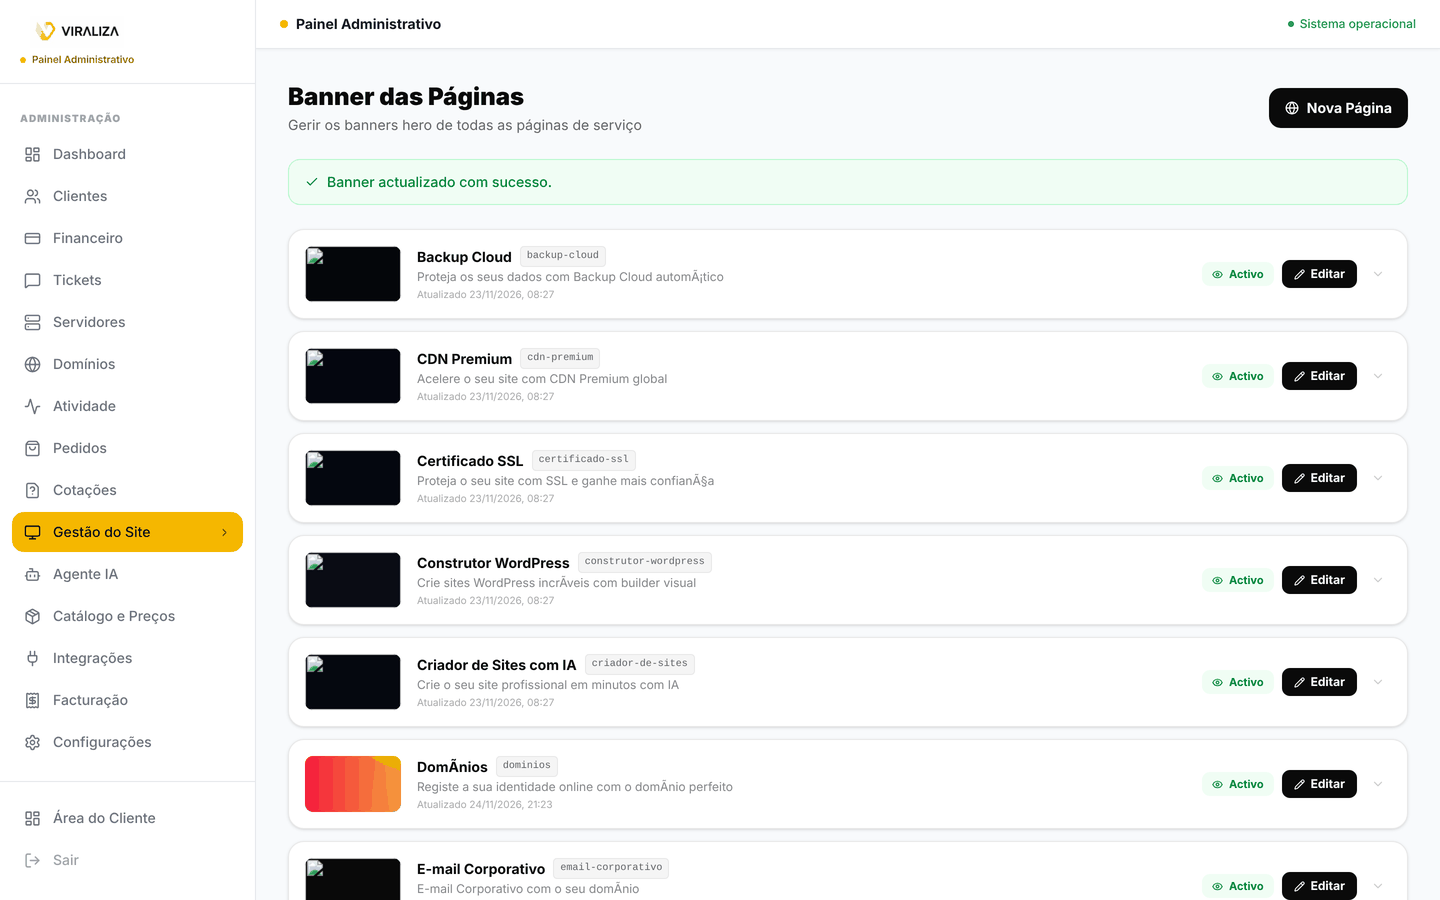 VIRALIZA
Painel Administrativo
ADMINISTRAÇÃO
Dashboard
Clientes
Financeiro
Tickets
Servidores
Domínios
Atividade
Pedidos
Cotações
Gestão do Site
Agente IA
Catálogo e Preços
Integrações
Facturação
Configurações
Área do Cliente
Sair
Painel Administrativo
Sistema operacional
Banner das Páginas
Gerir os banners hero de todas as páginas de serviço
Nova Página
Banner actualizado com sucesso.
Backup Cloud backup-cloud
Proteja os seus dados com Backup Cloud automÃ¡tico
Atualizado 23/11/2026, 08:27
Activo Editar
CDN Premium cdn-premium
Acelere o seu site com CDN Premium global
Atualizado 23/11/2026, 08:27
Activo Editar
Certificado SSL certificado-ssl
Proteja o seu site com SSL e ganhe mais confianÃ§a
Atualizado 23/11/2026, 08:27
Activo Editar
Construtor WordPress construtor-wordpress
Crie sites WordPress incrÃveis com builder visual
Atualizado 23/11/2026, 08:27
Activo Editar
Criador de Sites com IA criador-de-sites
Crie o seu site profissional em minutos com IA
Atualizado 23/11/2026, 08:27
Activo Editar
DomÃnios dominios
Registe a sua identidade online com o domÃnio perfeito
Atualizado 24/11/2026, 21:23
Activo Editar
E-mail Corporativo email-corporativo
E-mail Corporativo com o seu domÃnio
Activo Editar